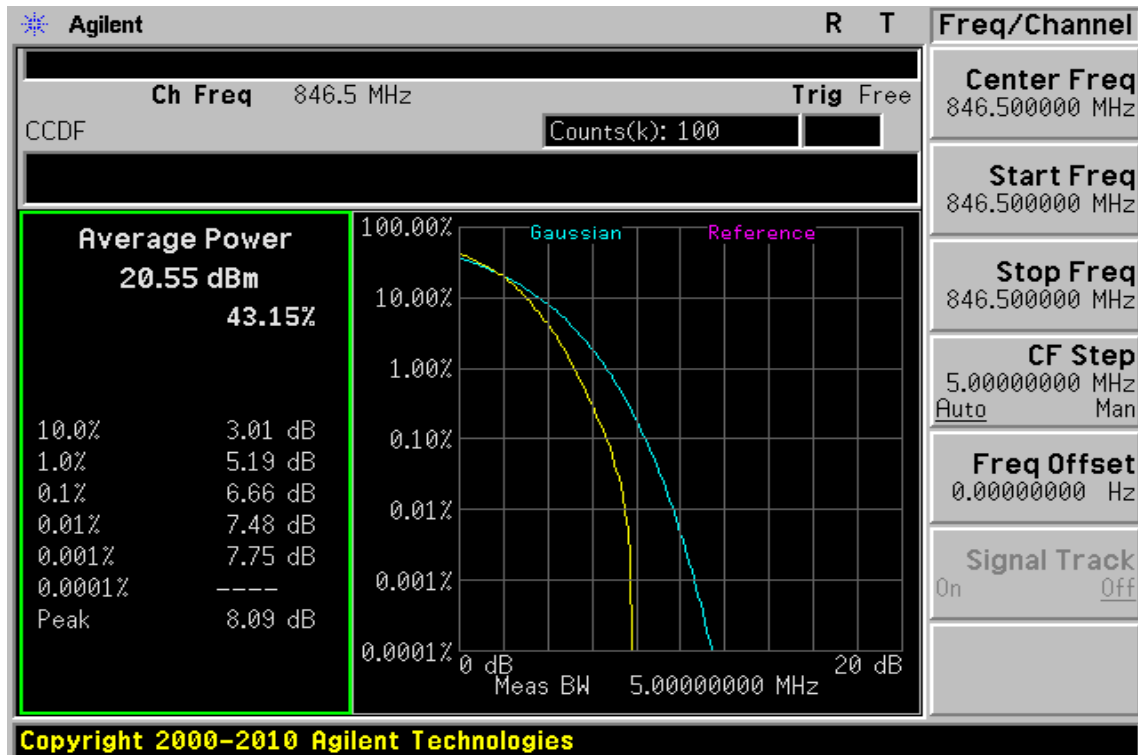 Agilent R T Freq/Channel
Ch Freq 846.5 MHz Trig Free
CCDF Counts(k): 100
Center Freq
846.500000 MHz
Start Freq
846.500000 MHz
Stop Freq
846.500000 MHz
CF Step
5.00000000 MHz
Auto Man
Freq Offset
0.00000000 Hz
Signal Track
On Off
Average Power
20.55 dBm
43.15%
10.0% 3.01 dB
1.0% 5.19 dB
0.1% 6.66 dB
0.01% 7.48 dB
0.001% 7.75 dB
0.0001% ----
Peak 8.09 dB
Gaussian Reference
100.00%
10.00%
1.00%
0.10%
0.01%
0.001%
0.0001%
0 dB 20 dB
Meas BW 5.00000000 MHz
Copyright 2000-2010 Agilent Technologies